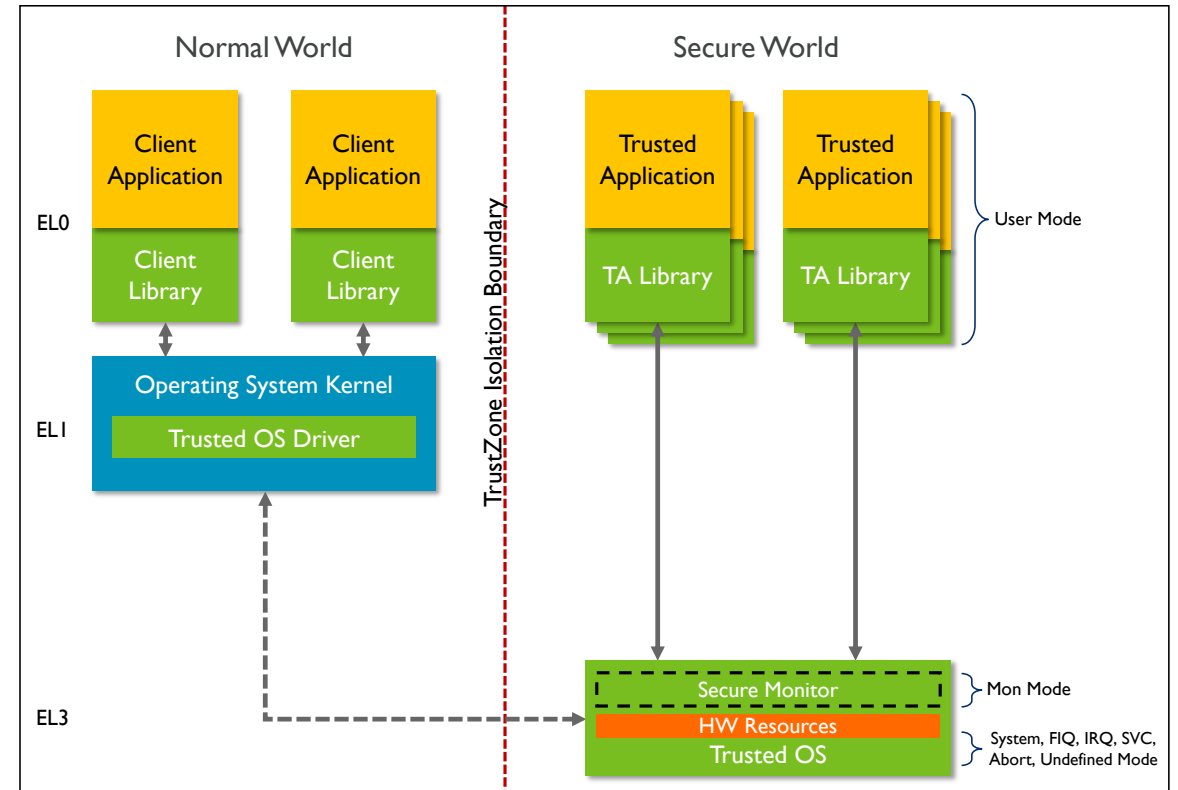 Normal World
Secure World
Client
Application
Client
Application
Trusted
Application
Trusted
Application
EL0
User Mode
Client
Library
Client
Library
TA Library
TA Library
TrustZone Isolation Boundary
Operating System Kernel
EL1
Trusted OS Driver
Secure Monitor
Mon Mode
EL3
HW Resources
Trusted OS
System, FIQ, IRQ, SVC,
Abort, Undefined Mode